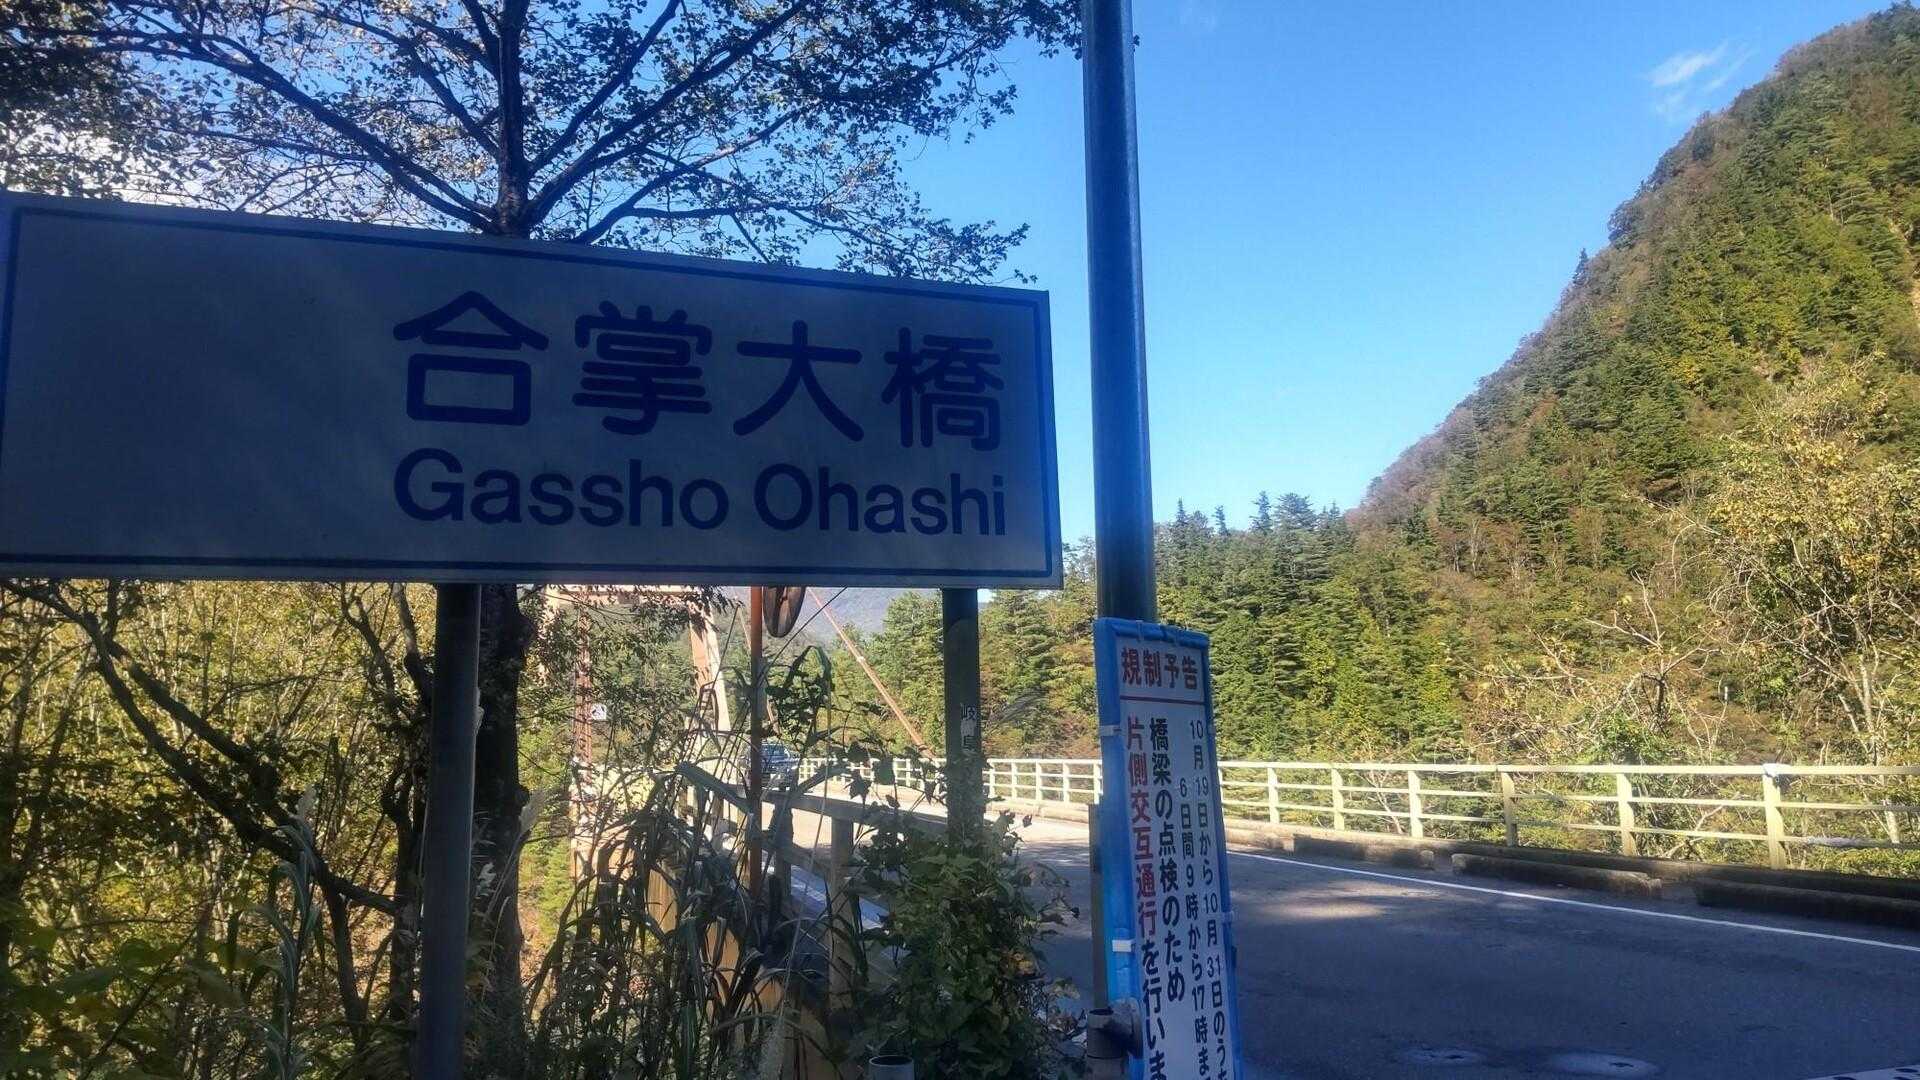 合掌大橋
Gassho Ohashi
規制予告
10月19日から10月31日のうち
6日間9時から17時ま
橋梁の点検のため
片側交互通行を行いま
岐